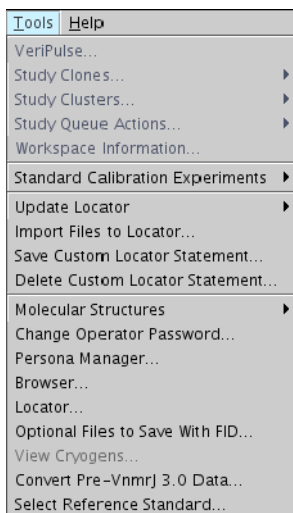 Tools Help
VeriPulse...
Study Clones...
Study Clusters...
Study Queue Actions...
Workspace Information...
Standard Calibration Experiments
Update Locator
Import Files to Locator...
Save Custom Locator Statement...
Delete Custom Locator Statement...
Molecular Structures
Change Operator Password...
Persona Manager...
Browser...
Locator...
Optional Files to Save With FID...
View Cryogens...
Convert Pre-VnmrJ 3.0 Data...
Select Reference Standard...